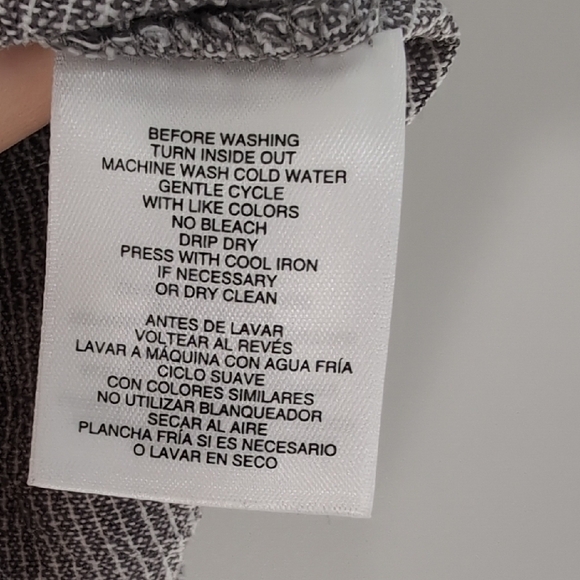 BEFORE WASHING
TURN INSIDE OUT
MACHINE WASH COLD WATER
GENTLE CYCLE
WITH LIKE COLORS
NO BLEACH
DRIP DRY
PRESS WITH COOL IRON
IF NECESSARY
OR DRY CLEAN
ANTES DE LAVAR
VOLTEAR AL REVÉS
LAVAR A MÁQUINA CON AGUA FRÍA
CICLO SUAVE
CON COLORES SIMILARES
NO UTILIZAR BLANQUEADOR
SECAR AL AIRE
PLANCHA FRÍA SI ES NECESARIO
O LAVAR EN SECO